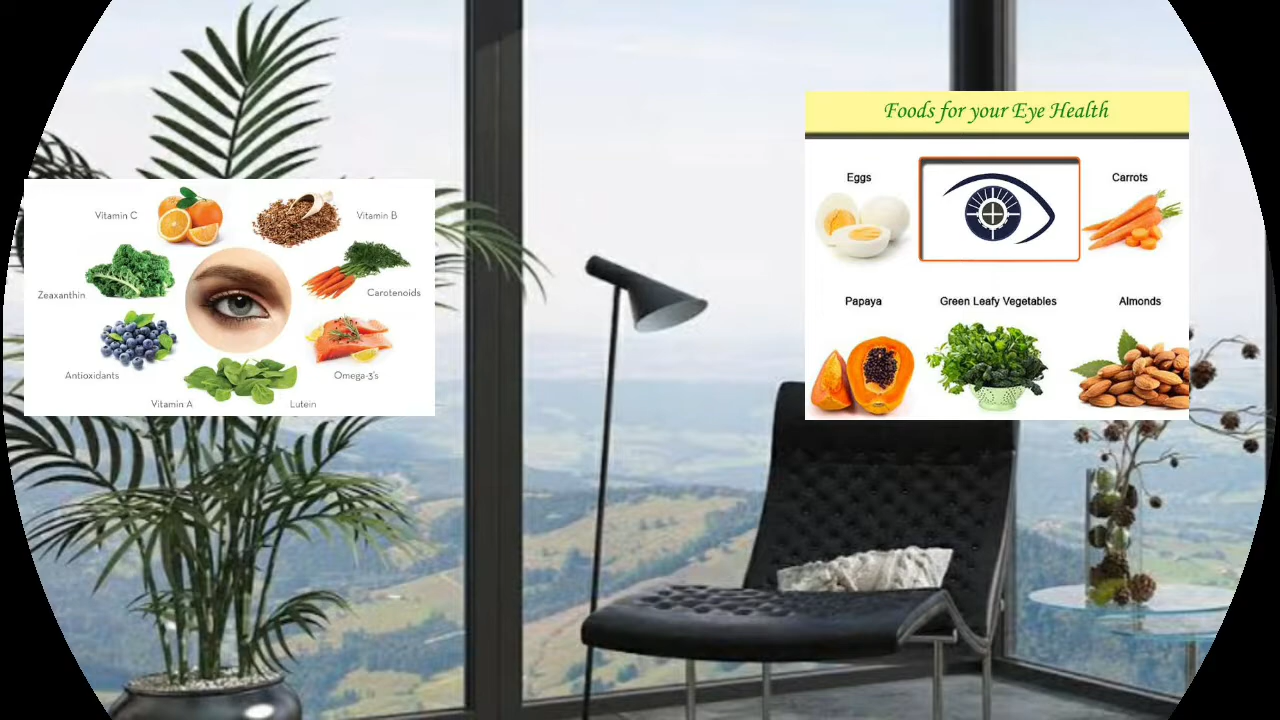 Vitamin C
Vitamin B
Zeaxanthin
Carotenoids
Antioxidants
Omega-3's
Vitamin A
Lutein
Foods for your Eye Health
Eggs
Carrots
Papaya
Green Leafy Vegetables
Almonds